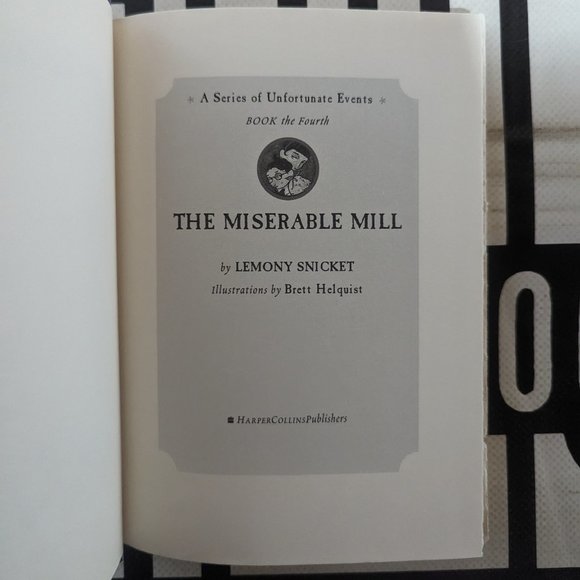 A Series of Unfortunate Events
BOOK the Fourth
THE MISERABLE MILL
by LEMONY SNICKET
Illustrations by Brett Helquist
HARPERCOLLINSPublishers